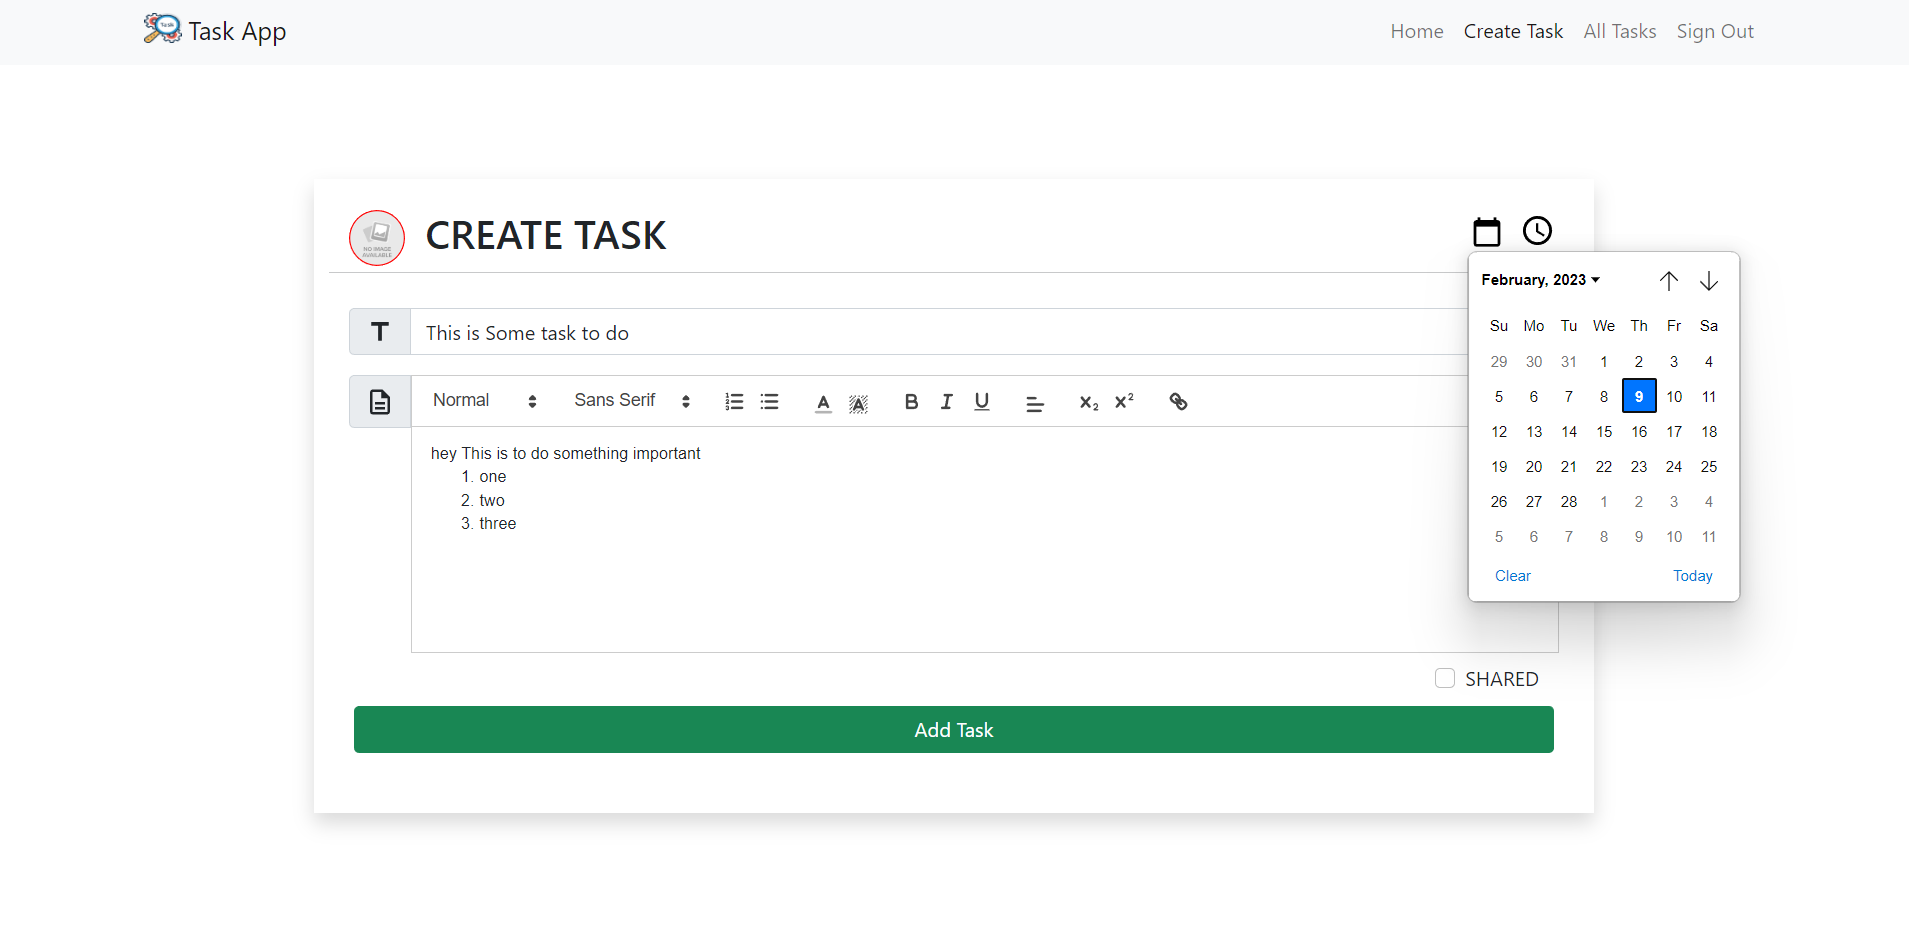 Task App
Home Create Task All Tasks Sign Out
NO IMAGE
AVAILABLE
CREATE TASK
This is Some task to do
Normal Sans Serif
hey This is to do something important
1. one
2. two
3. three
February, 2023
Su Mo Tu We Th Fr Sa
29 30 31 1 2 3 4
5 6 7 8 9 10 11
12 13 14 15 16 17 18
19 20 21 22 23 24 25
26 27 28 1 2 3 4
5 6 7 8 9 10 11
Clear Today
SHARED
Add Task